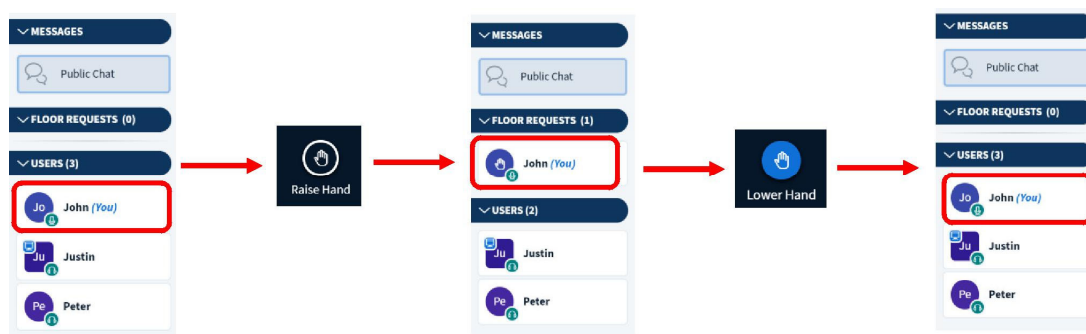 MESSAGES
Public Chat
FLOOR REQUESTS (0)
USERS (3)
Jo John (You)
Ju Justin
Pe Peter
Raise Hand
MESSAGES
Public Chat
FLOOR REQUESTS (1)
John (You)
USERS (2)
Ju Justin
Pe Peter
Lower Hand
MESSAGES
Public Chat
FLOOR REQUESTS (0)
USERS (3)
Jo John (You)
Ju Justin
Pe Peter